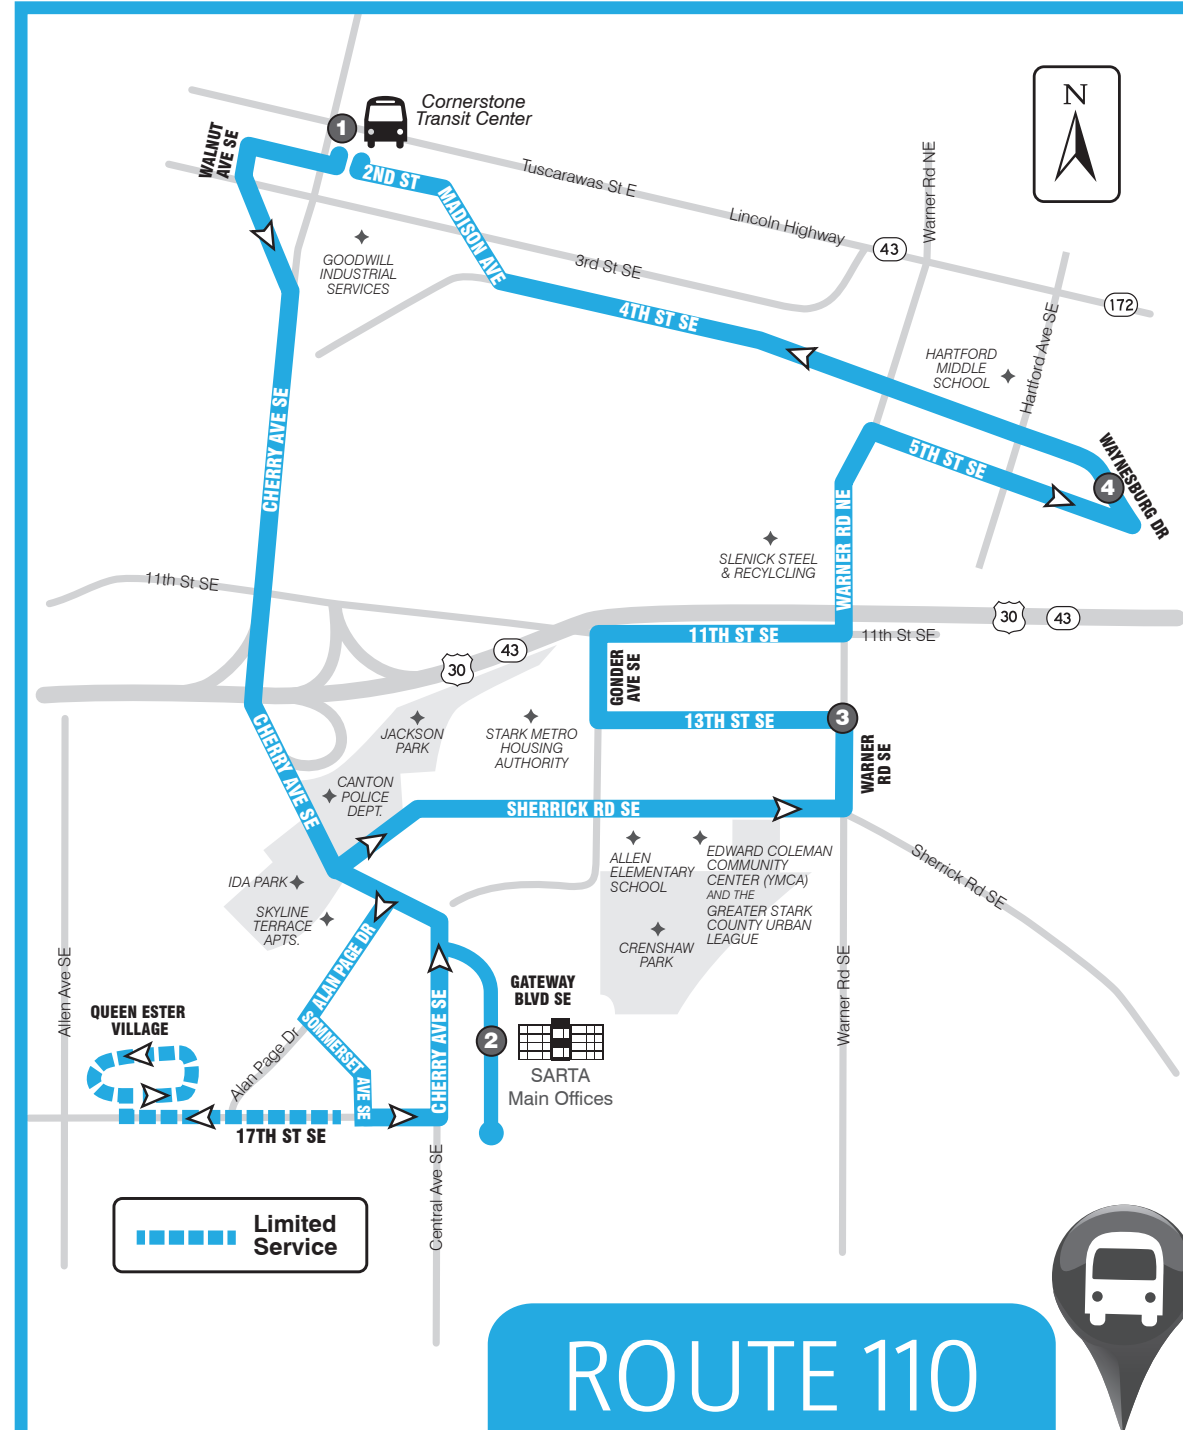 N
1
Cornerstone
Transit Center
WALNUT
AVE SE
2ND ST
Tuscarawas St E
Lincoln Highway
43
Warner Rd NE
172
MADISON AVE
3rd St SE
GOODWILL
INDUSTRIAL
SERVICES
4TH ST SE
HARTFORD
MIDDLE
SCHOOL
Hartford Ave SE
CHERRY AVE SE
5TH ST SE
4
WAYNESBURG DR
SLENICK STEEL
& RECYLCLING
WARNER RD NE
11th St SE
30
43
11TH ST SE
11th St SE
43
30
GONDER
AVE SE
13TH ST SE
3
WARNER
RD SE
JACKSON
PARK
STARK METRO
HOUSING
AUTHORITY
CHERRY AVE SE
CANTON
POLICE
DEPT.
SHERRICK RD SE
IDA PARK
SKYLINE
TERRACE
APTS.
ALLEN
ELEMENTARY
SCHOOL
EDWARD COLEMAN
COMMUNITY
CENTER (YMCA)
AND THE
GREATER STARK
COUNTY URBAN
LEAGUE
CRENSHAW
PARK
Sherrick Rd SE
Allen Ave SE
ALAN PAGE DR
Warner Rd SE
QUEEN ESTER
VILLAGE
SOMMERSET AVE SE
Alan Page Dr
CHERRY AVE SE
GATEWAY
BLVD SE
2
SARTA
Main Offices
17TH ST SE
Central Ave SE
Limited
Service
ROUTE 110